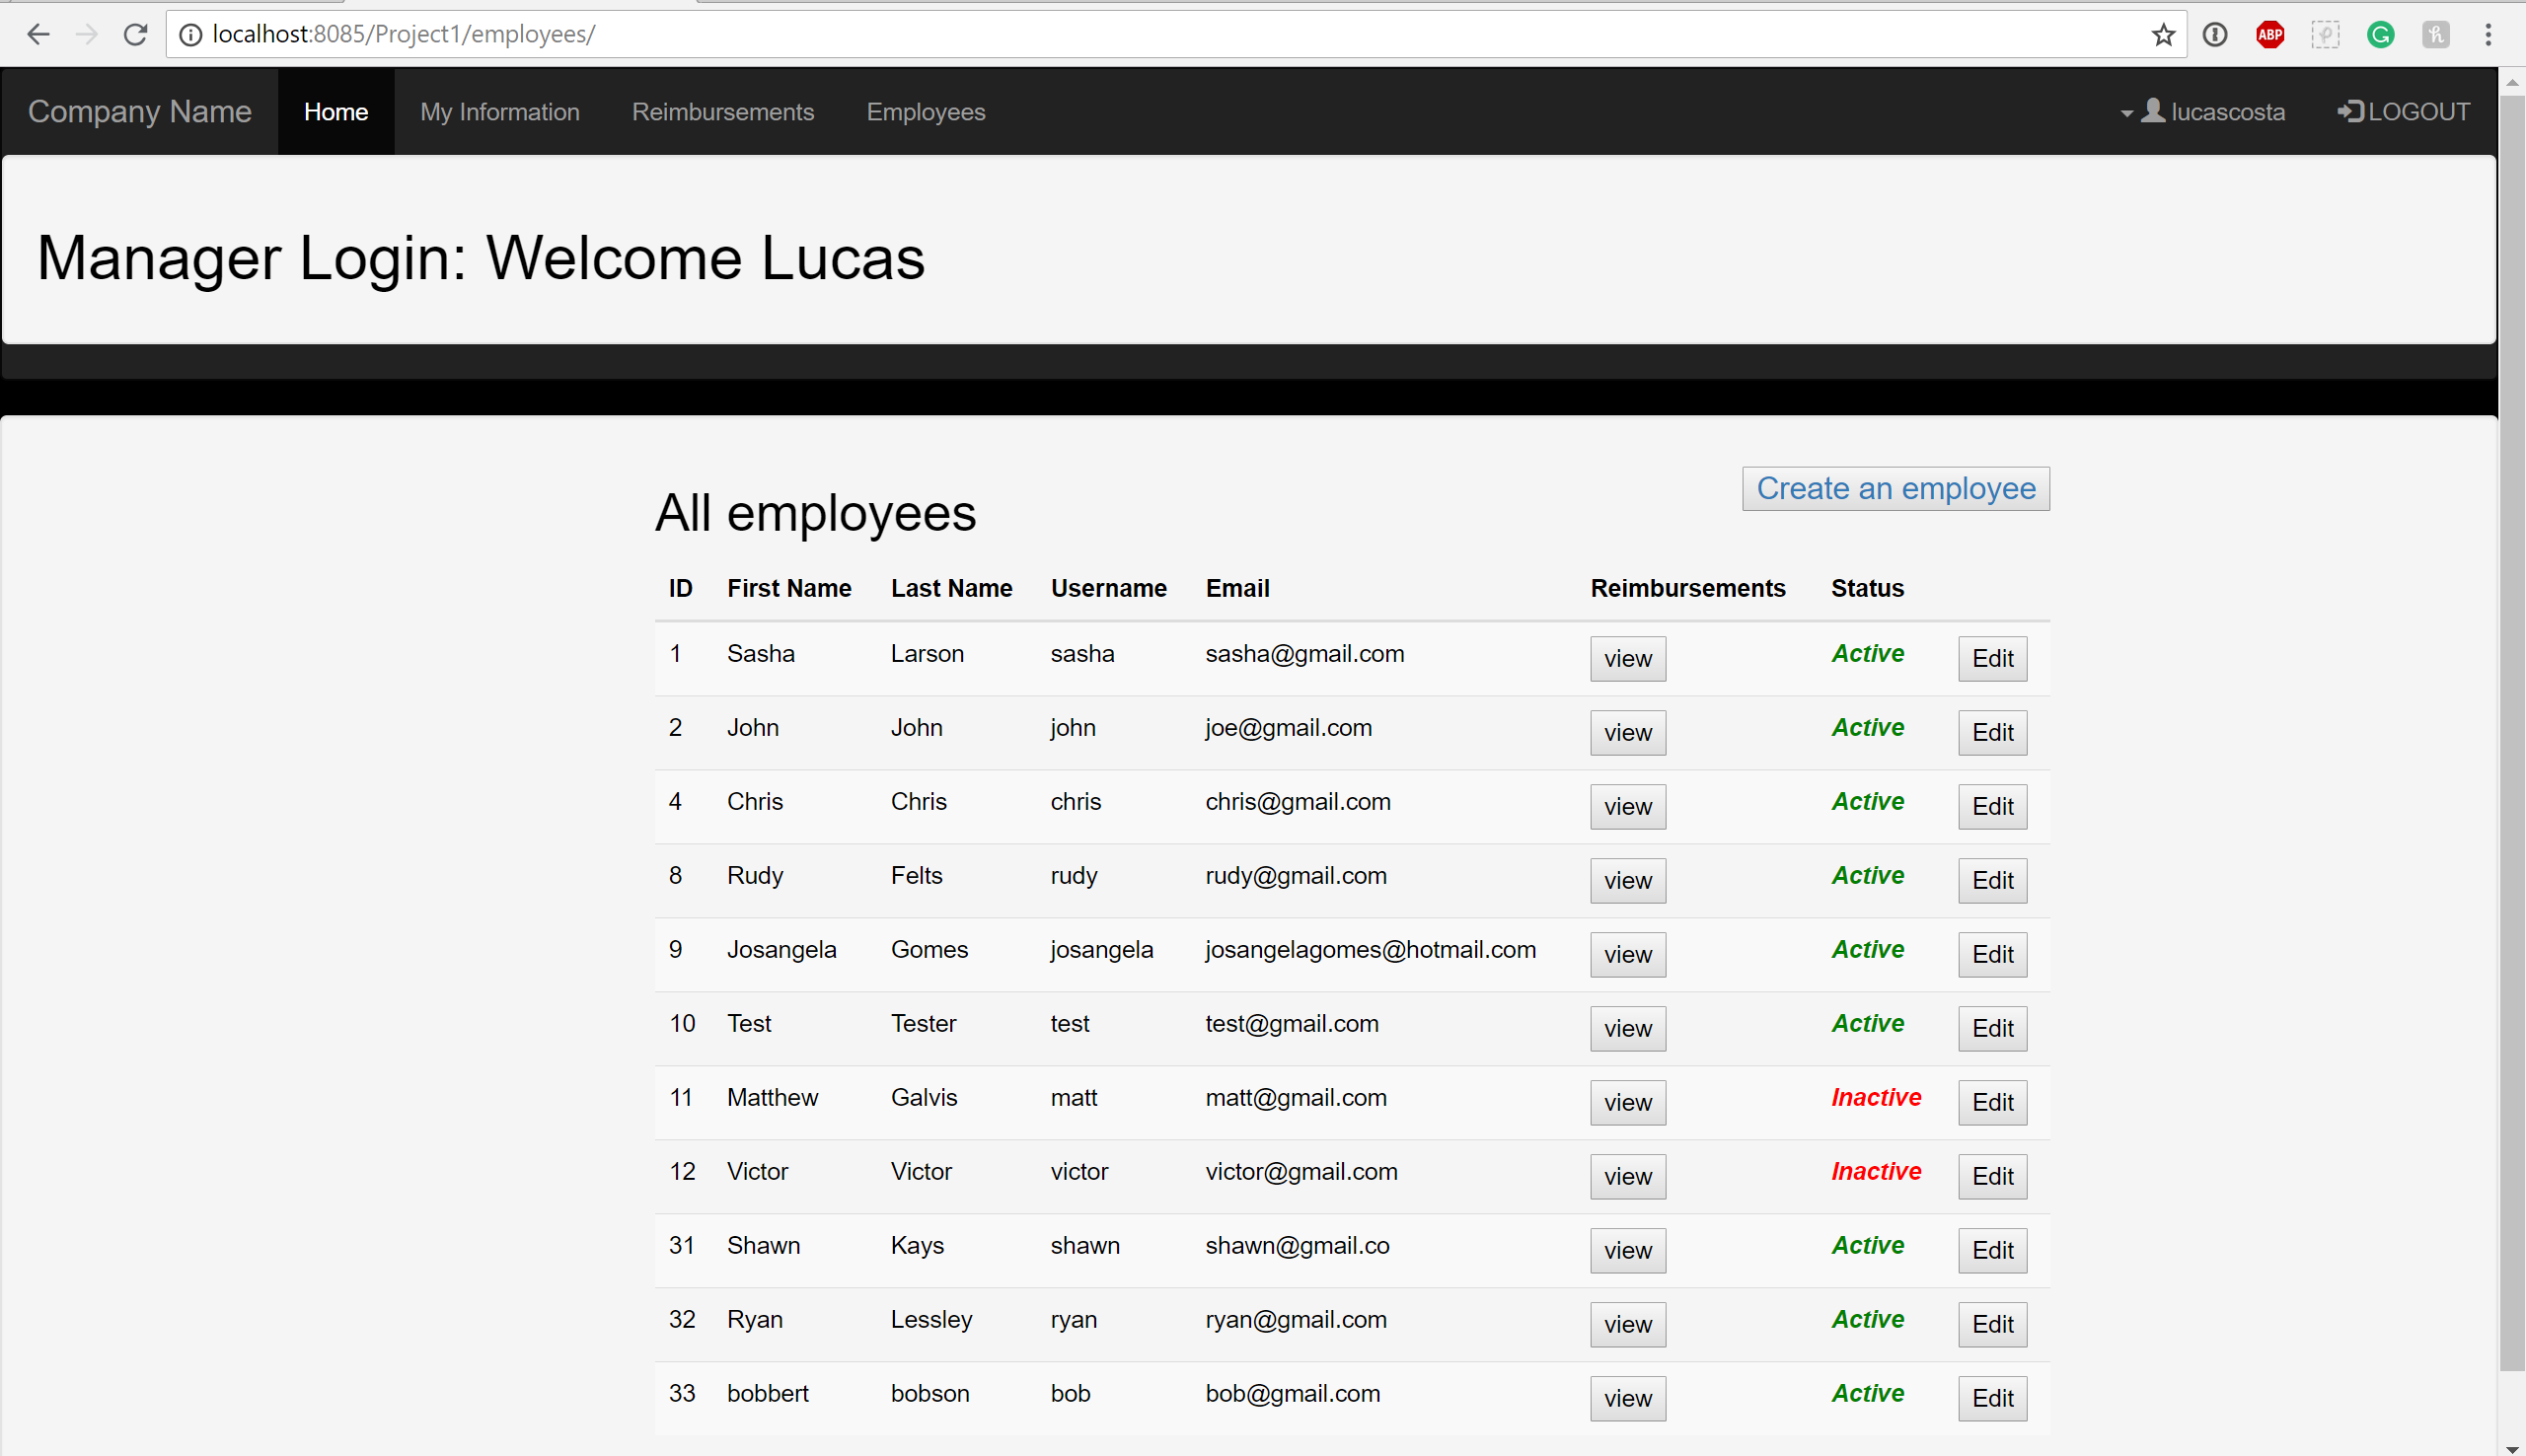 localhost:8085/Project1/employees/
ABP
Company Name Home My Information Reimbursements Employees lucascosta LOGOUT
Manager Login: Welcome Lucas
Create an employee
All employees
ID First Name Last Name Username Email Reimbursements Status
1 Sasha Larson sasha sasha@gmail.com view Active Edit
2 John John john joe@gmail.com view Active Edit
4 Chris Chris chris chris@gmail.com view Active Edit
8 Rudy Felts rudy rudy@gmail.com view Active Edit
9 Josangela Gomes josangela josangelagomes@hotmail.com view Active Edit
10 Test Tester test test@gmail.com view Active Edit
11 Matthew Galvis matt matt@gmail.com view Inactive Edit
12 Victor Victor victor victor@gmail.com view Inactive Edit
31 Shawn Kays shawn shawn@gmail.co view Active Edit
32 Ryan Lessley ryan ryan@gmail.com view Active Edit
33 bobbert bobson bob bob@gmail.com view Active Edit